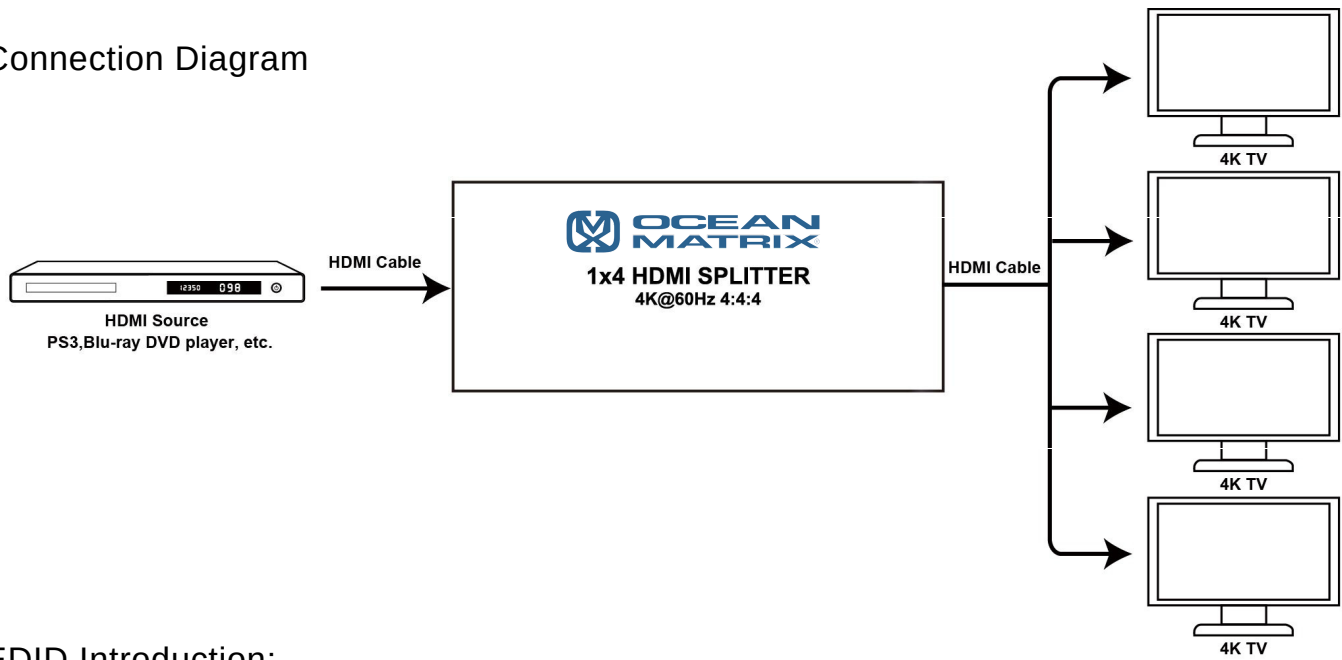 Connection Diagram
4K TV
OCEAN
MATRIX®
1x4 HDMI SPLITTER
4K@60Hz 4:4:4
HDMI Cable
HDMI Cable
12350 098
HDMI Source
PS3,Blu-ray DVD player, etc.
4K TV
4K TV
4K TV
EDID Introduction: